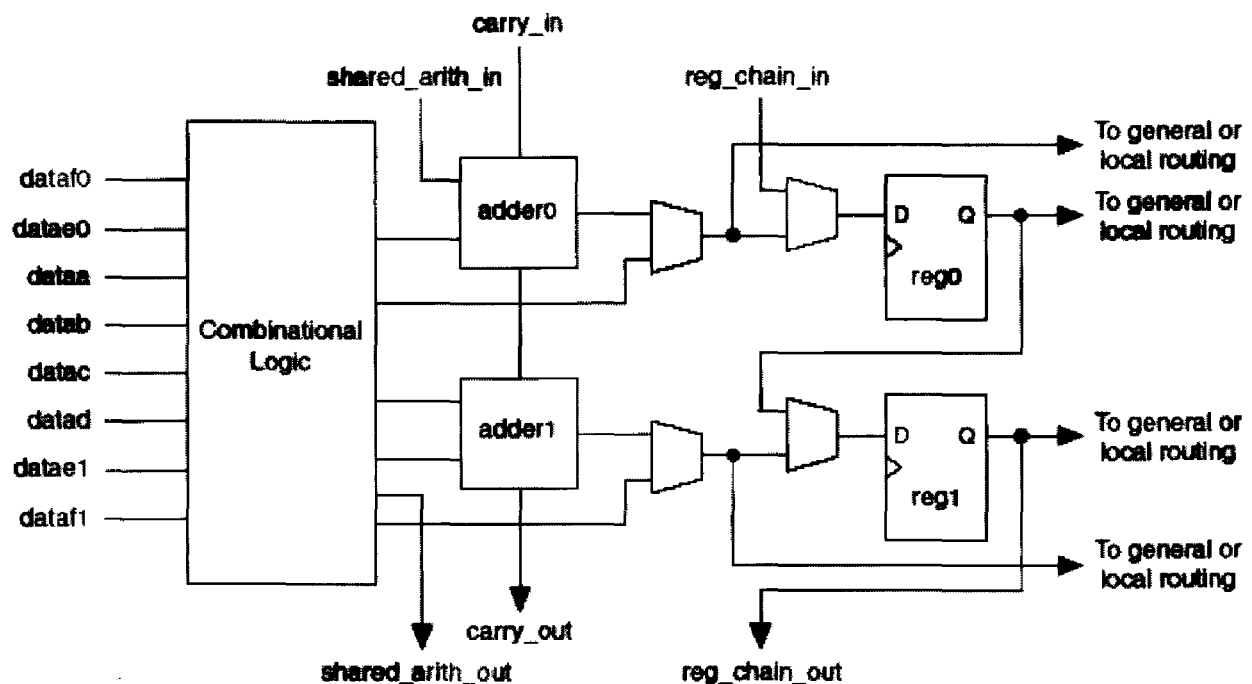 carry_in
shared_arith_in
reg_chain_in
To general or
local routing
dataf0
datae0
dataa
datab
datac
datad
datae1
dataf1
Combinational
Logic
adder0
D
Q
reg0
To general or
local routing
adder1
D
Q
reg1
To general or
local routing
To general or
local routing
carry_out
shared_arith_out
reg_chain_out